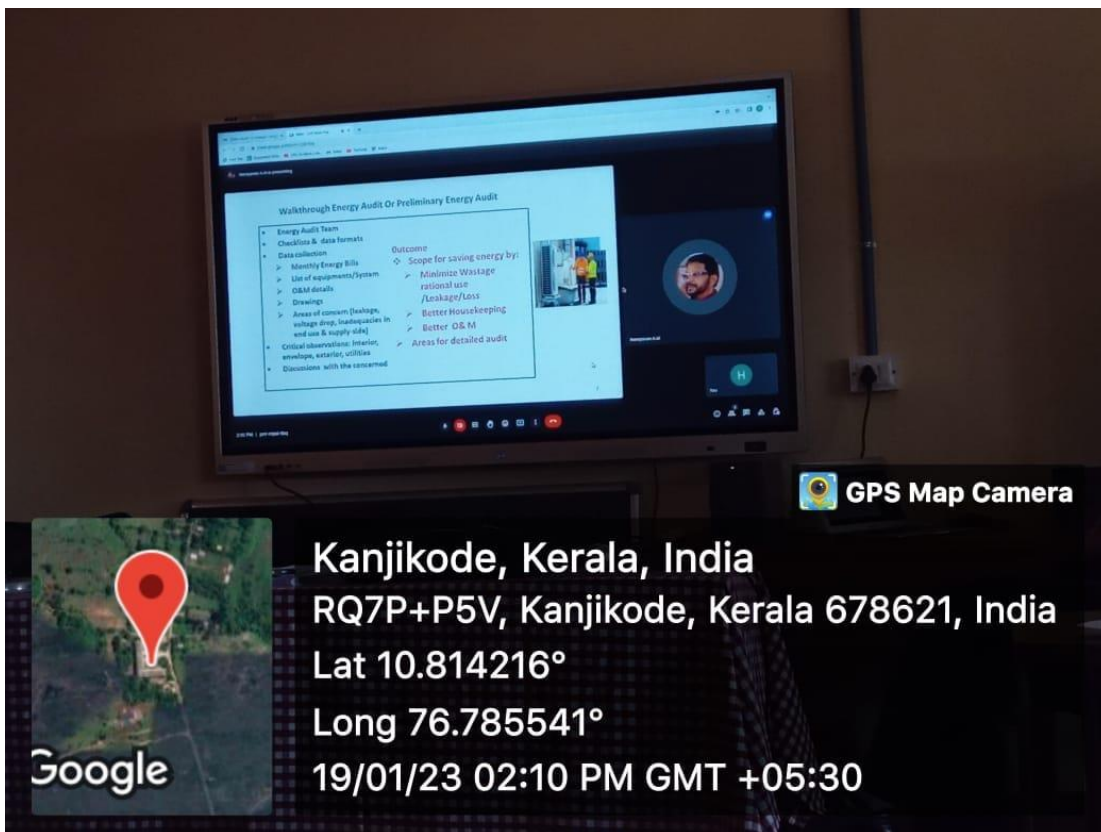 Walkthrough Energy Audit Or Preliminary Energy Audit
• Energy Audit Team
• Checklists & data formats
• Data collection
➢ Monthly Energy Bills
➢ List of equipments/System
➢ O&M details
➢ Drawings
➢ Areas of concern (leakage,
voltage drop, inadequacies in
end use & supply side)
• Critical observations: interior,
envelope, exterior, utilities
• Discussions with the concerned
Outcome
❖ Scope for saving energy by:
➢ Minimize Wastage
rational use
/Leakage/Loss
➢ Better Housekeeping
➢ Better O& M
➢ Areas for detailed audit
H
GPS Map Camera
Google
Kanjikode, Kerala, India
RQ7P+P5V, Kanjikode, Kerala 678621, India
Lat 10.814216°
Long 76.785541°
19/01/23 02:10 PM GMT +05:30